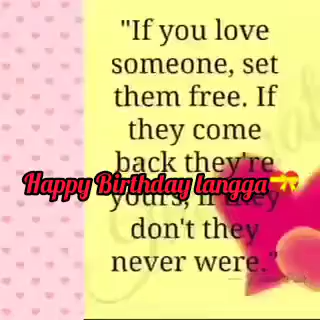 "If you love
someone, set
them free. If
they come
back they're
Happy Birthday langga
yours, if they
don't they
never were."